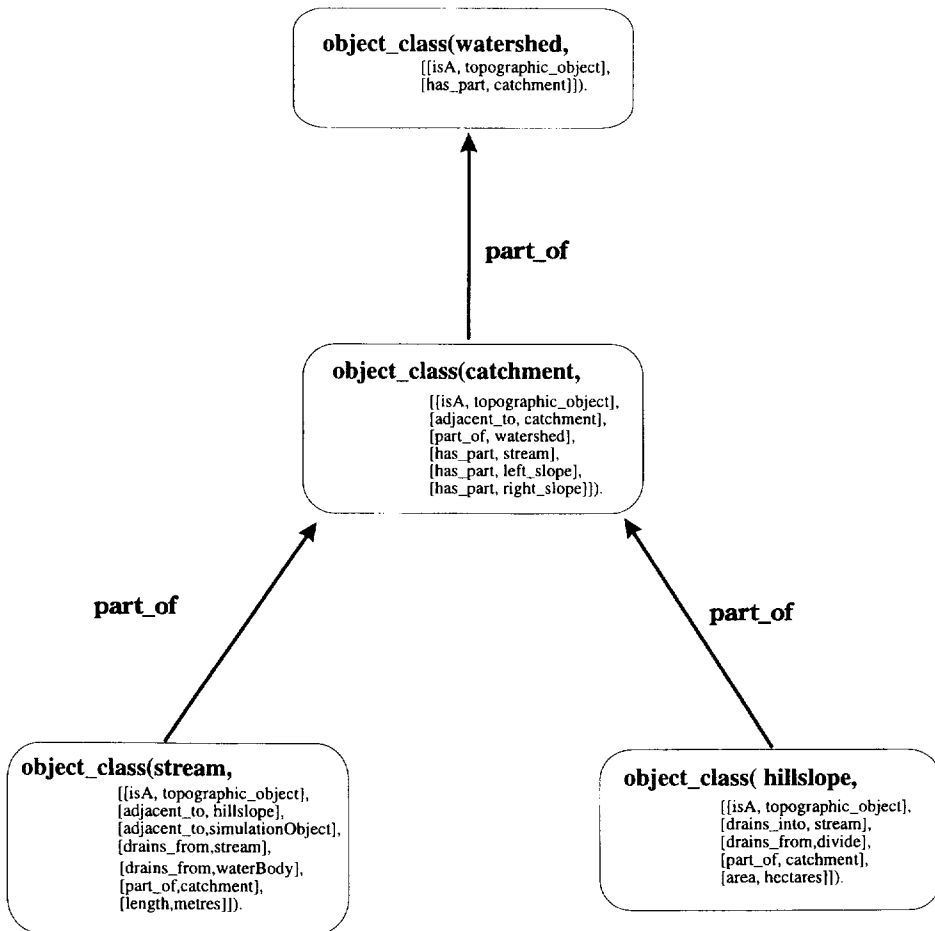 object_class(watershed,
[[isA, topographic_object],
[has_part, catchment]]).
part_of
object_class(catchment,
[[isA, topographic_object],
[adjacent_to, catchment],
[part_of, watershed],
[has_part, stream],
[has_part, left_slope],
[has_part, right_slope]]).
part_of
part_of
object_class(stream,
[[isA, topographic_object],
[adjacent_to, hillslope],
[adjacent_to,simulationObject],
[drains_from,stream],
[drains_from,waterBody],
[part_of,catchment],
[length,metres]]).
object_class( hillslope,
[[isA, topographic_object],
[drains_into, stream],
[drains_from,divide],
[part_of, catchment],
[area, hectares]]).